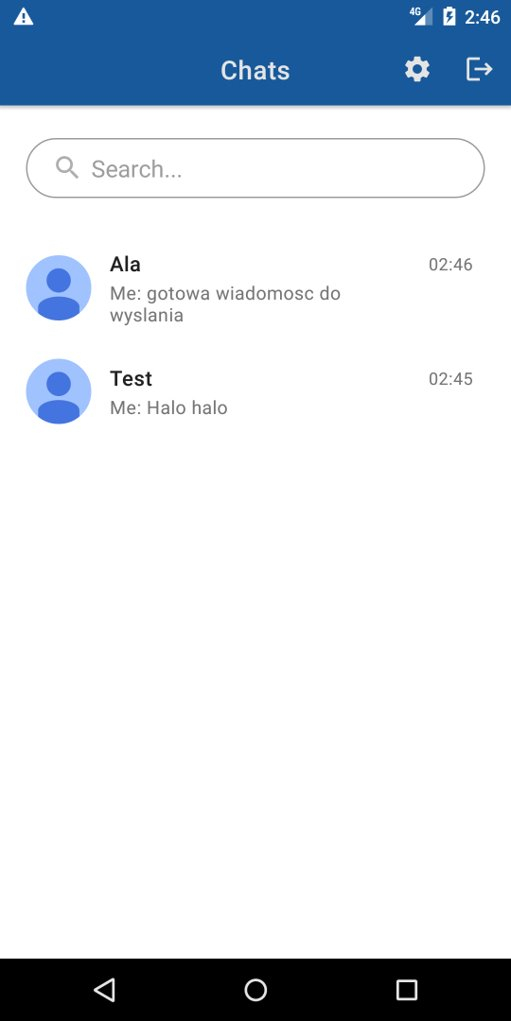 4G 2:46
Chats
Search...
Ala 02:46
Me: gotowa wiadomosc do
wyslania
Test 02:45
Me: Halo halo